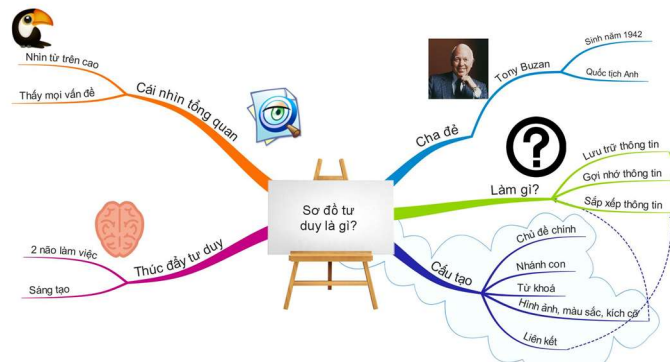 Sơ đồ tư
duy là gì?
Cái nhìn tổng quan
Nhìn từ trên cao
Thấy mọi vấn đề
Thúc đẩy tư duy
2 não làm việc
Sáng tạo
Cha đẻ
Tony Buzan
Sinh năm 1942
Quốc tịch Anh
Làm gì?
Lưu trữ thông tin
Gợi nhớ thông tin
Sắp xếp thông tin
Cấu tạo
Chủ đề chính
Nhánh con
Từ khoá
Hình ảnh, màu sắc, kích cỡ
Liên kết